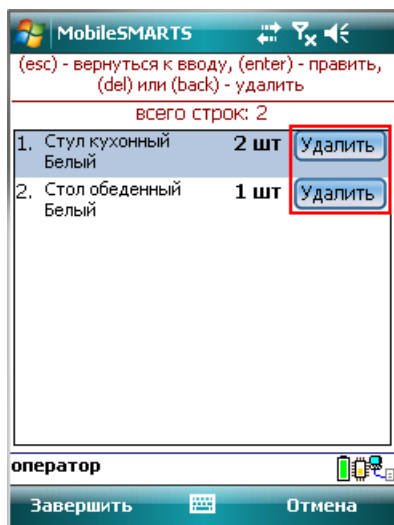 MobileSMARTS
(esc) - вернуться к вводу, (enter) - править,
(del) или (back) - удалить
всего строк: 2
1. Стул кухонный 2 шт Удалить
Белый
2. Стол обеденный 1 шт Удалить
Белый
оператор
Завершить Отмена